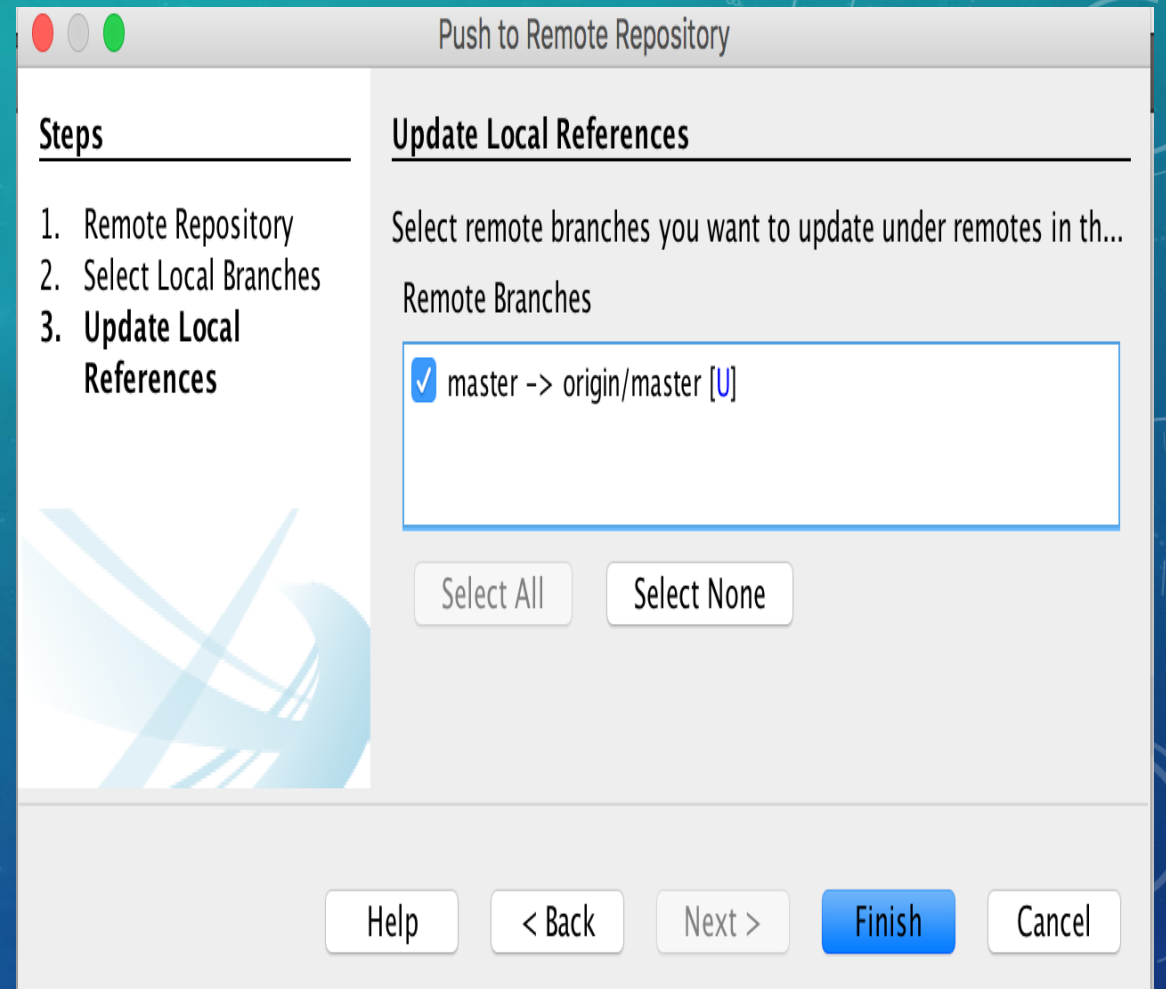 Push to Remote Repository
Steps
1. Remote Repository
2. Select Local Branches
3. Update Local
References
Update Local References
Select remote branches you want to update under remotes in th...
Remote Branches
master -> origin/master [U]
Select All
Select None
Help
< Back
Next >
Finish
Cancel